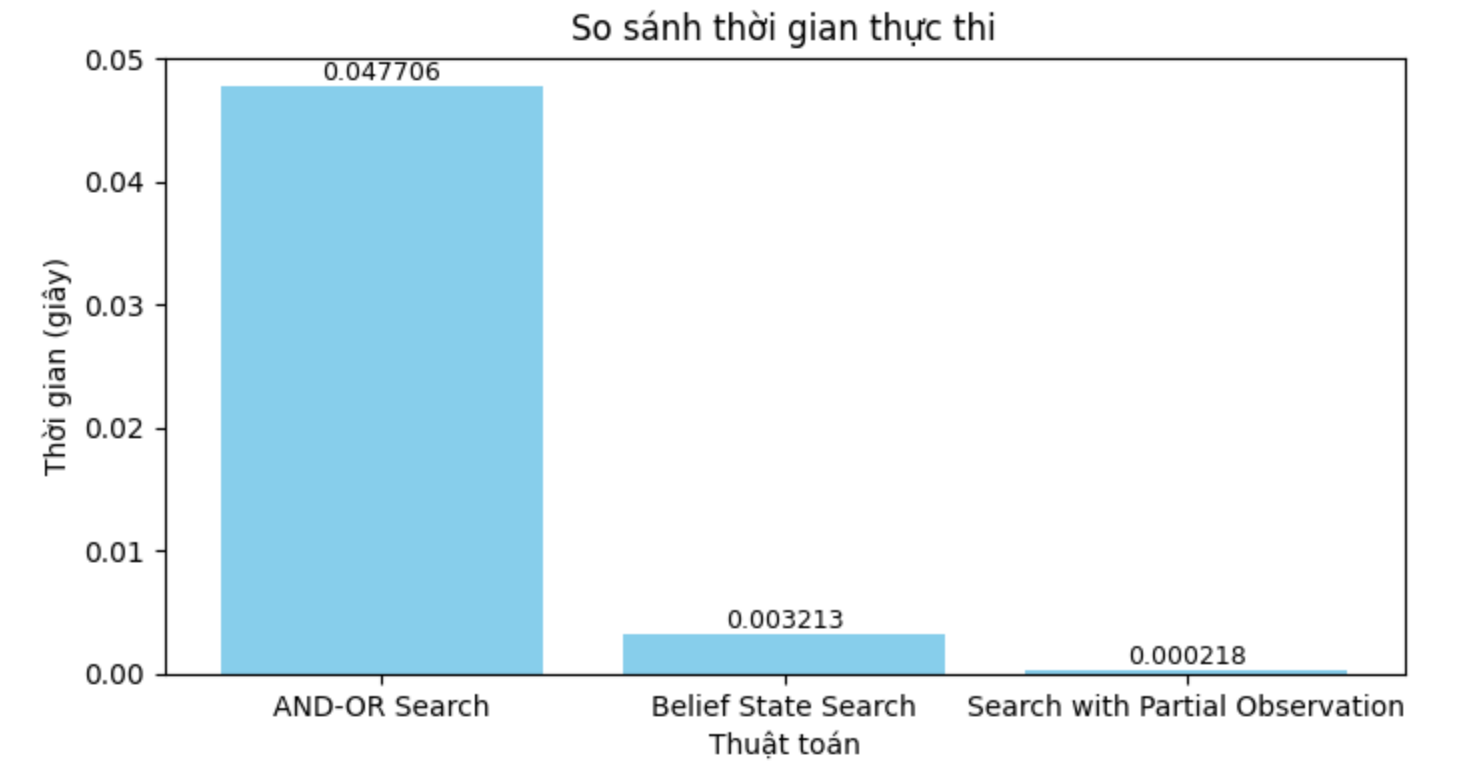 So sánh thời gian thực thi
0.05
0.047706
0.04
0.03
Thời gian (giây)
0.02
0.01
0.003213
0.000218
0.00
AND-OR Search
Belief State Search
Search with Partial Observation
Thuật toán